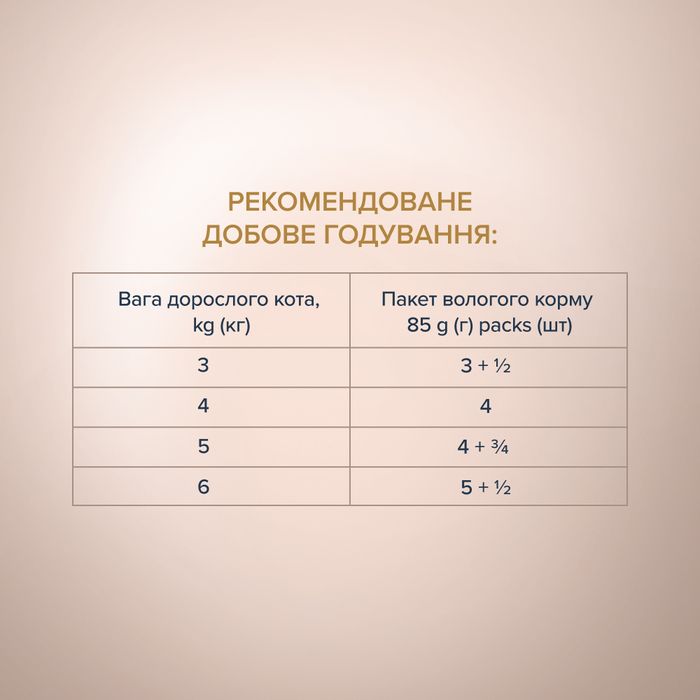 РЕКОМЕНДОВАНЕ
ДОБОВЕ ГОДУВАННЯ:
Вага дорослого кота,
kg (кг)
Пакет вологого корму
85 g (г) packs (шт)
3
3 + ½
4
4
5
4 + ¾
6
5 + ½